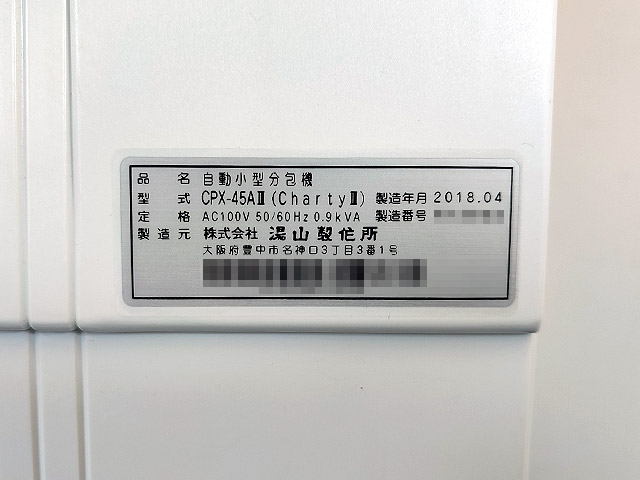 品名 自動小型分包機
型式 CPX-45AⅡ(ChartyⅡ) 製造年月 2018.04
定格 AC100V 50/60Hz 0.9kVA 製造番号
製造元 株式会社 湯山製作所
大阪府豊中市名神口3丁目3番1号